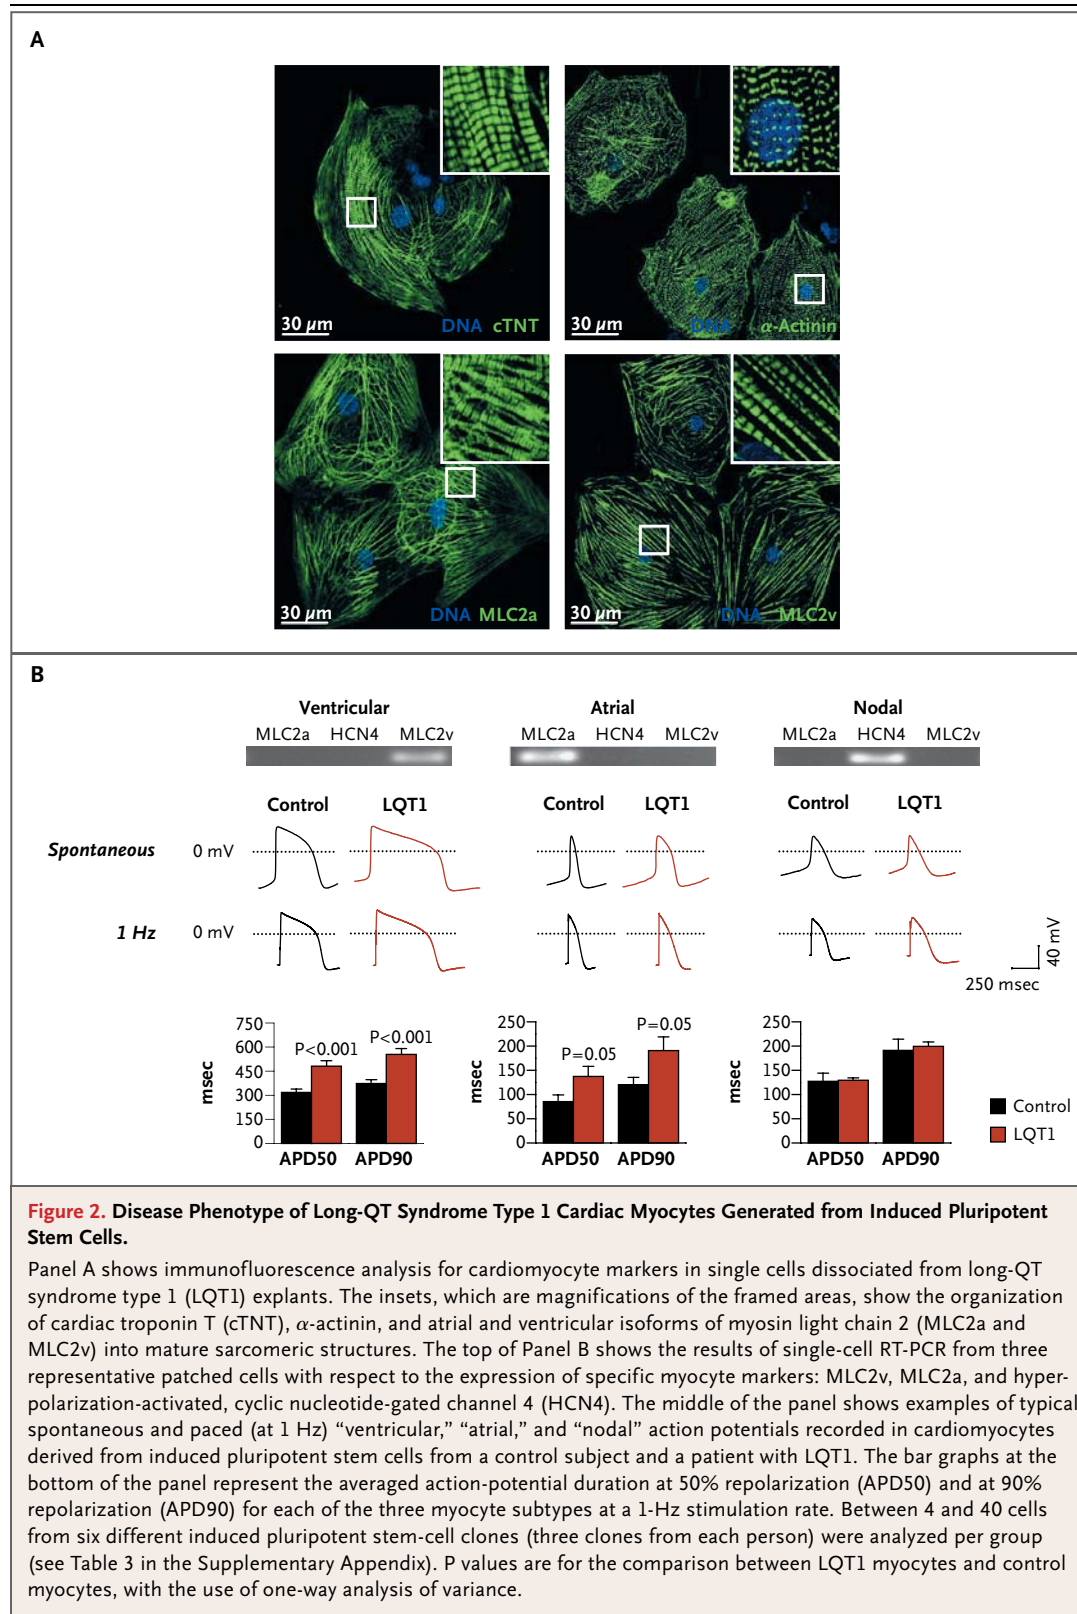 A
30 μm
DNA cTNT
30 μm
DNA α-Actinin
30 μm
DNA MLC2a
30 μm
DNA MLC2v
B
Ventricular
MLC2a HCN4 MLC2v
Atrial
MLC2a HCN4 MLC2v
Nodal
MLC2a HCN4 MLC2v
Control LQT1
Control LQT1
Control LQT1
Spontaneous 0 mV
1 Hz 0 mV
40 mV
250 msec
msec
750
600
450
300
150
0
P<0.001
P<0.001
APD50 APD90
msec
250
200
150
100
50
0
P=0.05
P=0.05
APD50 APD90
msec
250
200
150
100
50
0
APD50 APD90
Control
LQT1
Figure 2. Disease Phenotype of Long-QT Syndrome Type 1 Cardiac Myocytes Generated from Induced Pluripotent
Stem Cells.
Panel A shows immunofluorescence analysis for cardiomyocyte markers in single cells dissociated from long-QT
syndrome type 1 (LQT1) explants. The insets, which are magnifications of the framed areas, show the organization
of cardiac troponin T (cTNT), α-actinin, and atrial and ventricular isoforms of myosin light chain 2 (MLC2a and
MLC2v) into mature sarcomeric structures. The top of Panel B shows the results of single-cell RT-PCR from three
representative patched cells with respect to the expression of specific myocyte markers: MLC2v, MLC2a, and hyper-
polarization-activated, cyclic nucleotide-gated channel 4 (HCN4). The middle of the panel shows examples of typical
spontaneous and paced (at 1 Hz) “ventricular,” “atrial,” and “nodal” action potentials recorded in cardiomyocytes
derived from induced pluripotent stem cells from a control subject and a patient with LQT1. The bar graphs at the
bottom of the panel represent the averaged action-potential duration at 50% repolarization (APD50) and at 90%
repolarization (APD90) for each of the three myocyte subtypes at a 1-Hz stimulation rate. Between 4 and 40 cells
from six different induced pluripotent stem-cell clones (three clones from each person) were analyzed per group
(see Table 3 in the Supplementary Appendix). P values are for the comparison between LQT1 myocytes and control
myocytes, with the use of one-way analysis of variance.